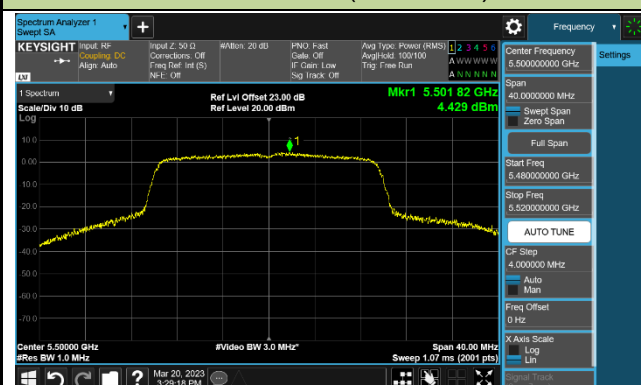 Spectrum Analyzer 1
Swept SA
Frequency
KEYSIGHT
Input: RF
Coupling: DC
Align: Auto
Input Z: 50 Ω
Corrections: Off
Freq Ref: Int (S)
NFE: Off
#Atten: 20 dB
PNO: Fast
Gate: Off
IF Gain: Low
Sig Track: Off
Avg Type: Power (RMS)
Avg|Hold: 100/100
Trig: Free Run
1 2 3 4 5 6
A W W W W W
A N N N N N
LXI
1 Spectrum
Scale/Div 10 dB
Log
Ref Lvl Offset 23.00 dB
Ref Level 20.00 dBm
Mkr1 5.501 82 GHz
4.429 dBm
1
10.0
0.00
-10.0
-20.0
-30.0
-40.0
-50.0
-60.0
-70.0
Center 5.50000 GHz
#Res BW 1.0 MHz
#Video BW 3.0 MHz*
Span 40.00 MHz
Sweep 1.07 ms (2001 pts)
Mar 20, 2023
3:29:18 PM
Center Frequency
5.500000000 GHz
Settings
Span
40.0000000 MHz
Swept Span
Zero Span
Full Span
Start Freq
5.480000000 GHz
Stop Freq
5.520000000 GHz
AUTO TUNE
CF Step
4.000000 MHz
Auto
Man
Freq Offset
0 Hz
X Axis Scale
Log
Lin
Signal Track